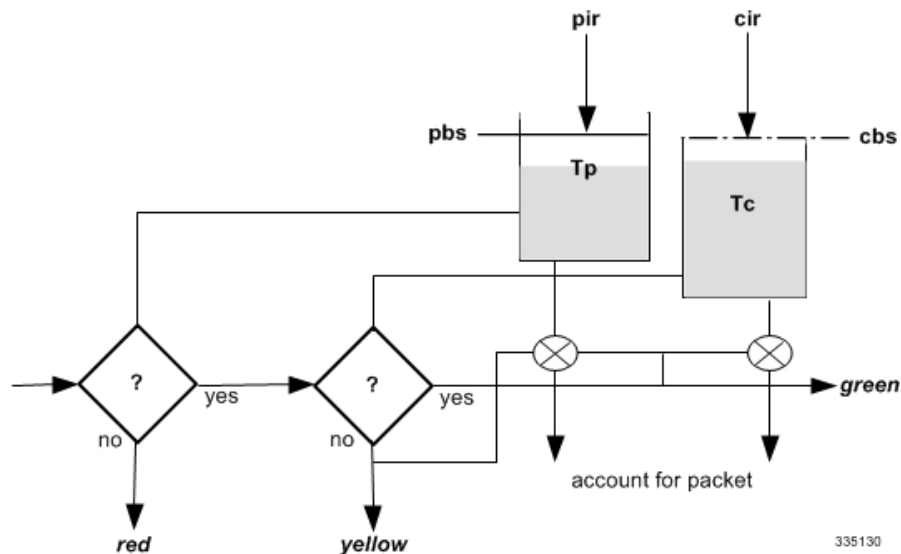 pir
cir
pbs
cbs
Tp
Tc
?
?
yes
yes
green
no
no
account for packet
red
yellow
335130